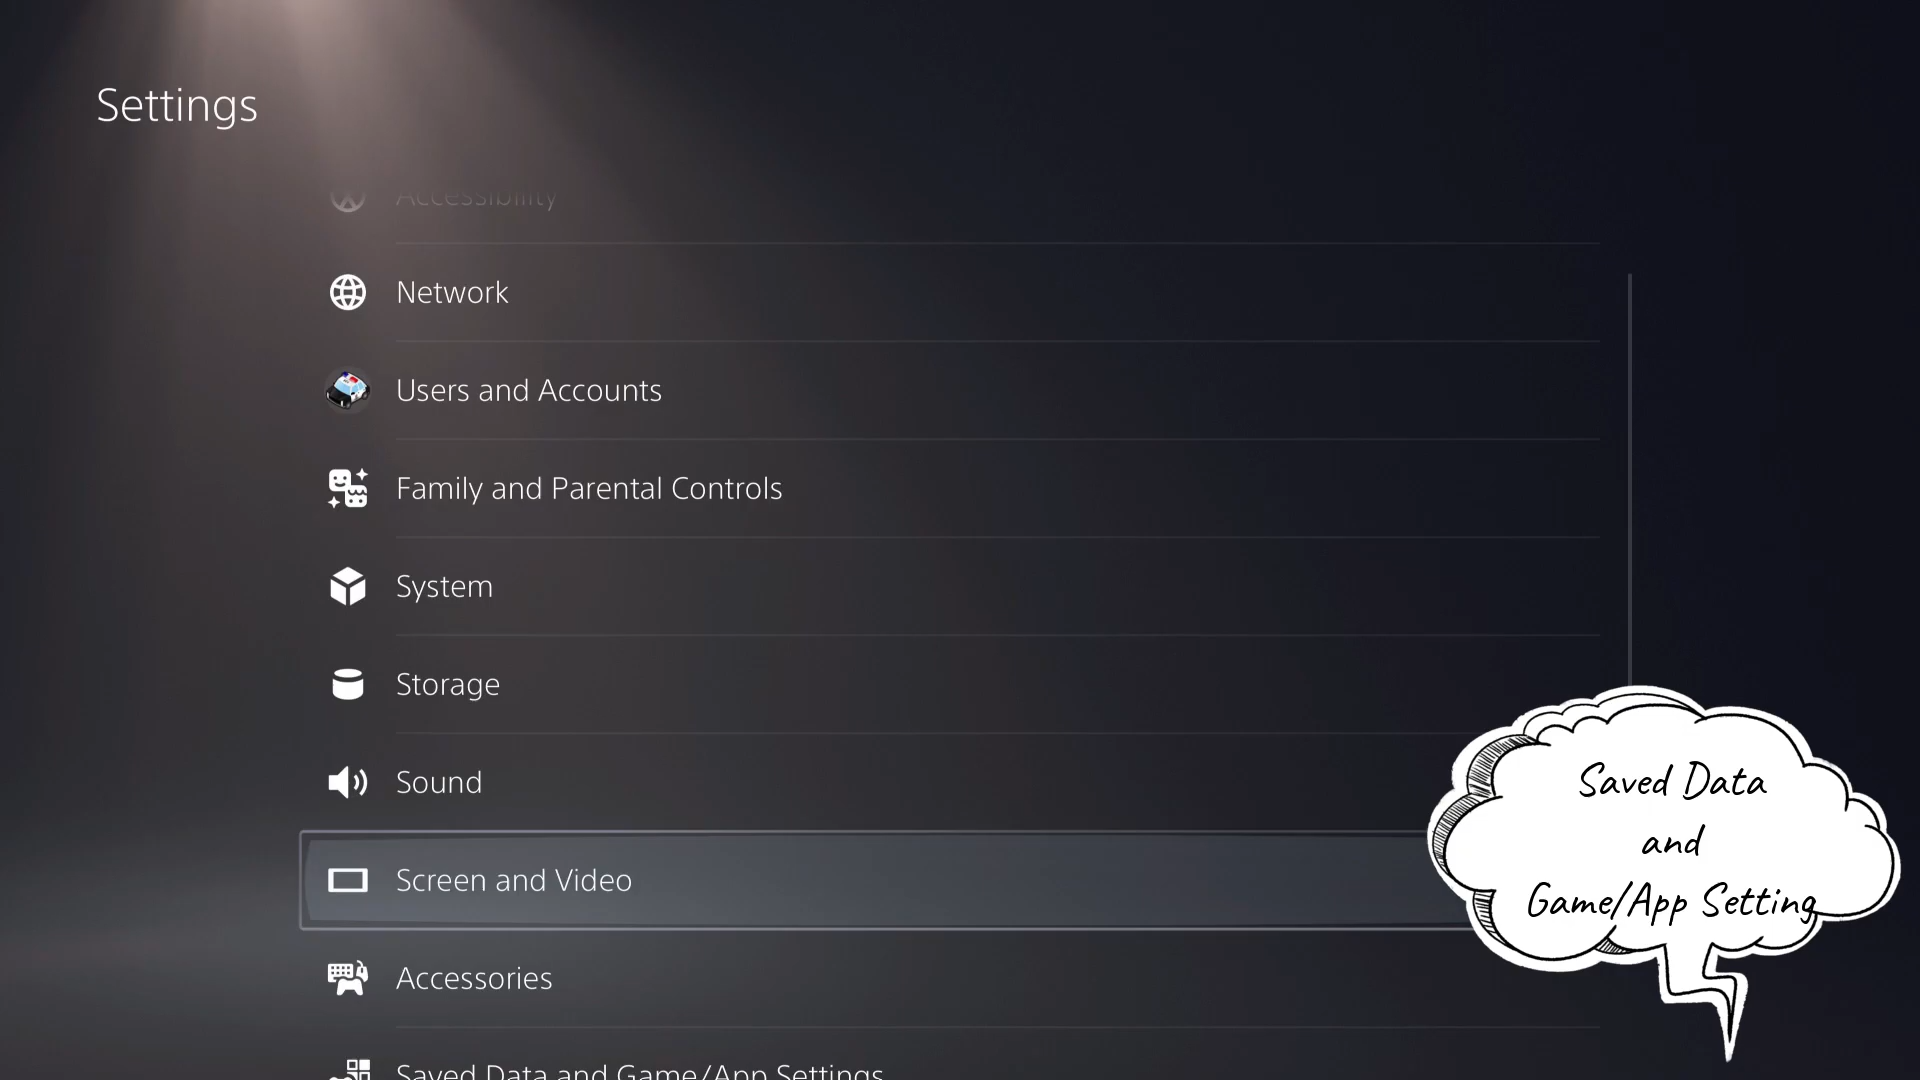 Settings
Accessibility
Network
Users and Accounts
Family and Parental Controls
System
Storage
Sound
Screen and Video
Accessories
Saved Data and Game/App Settings
Saved Data
and
Game/App Setting